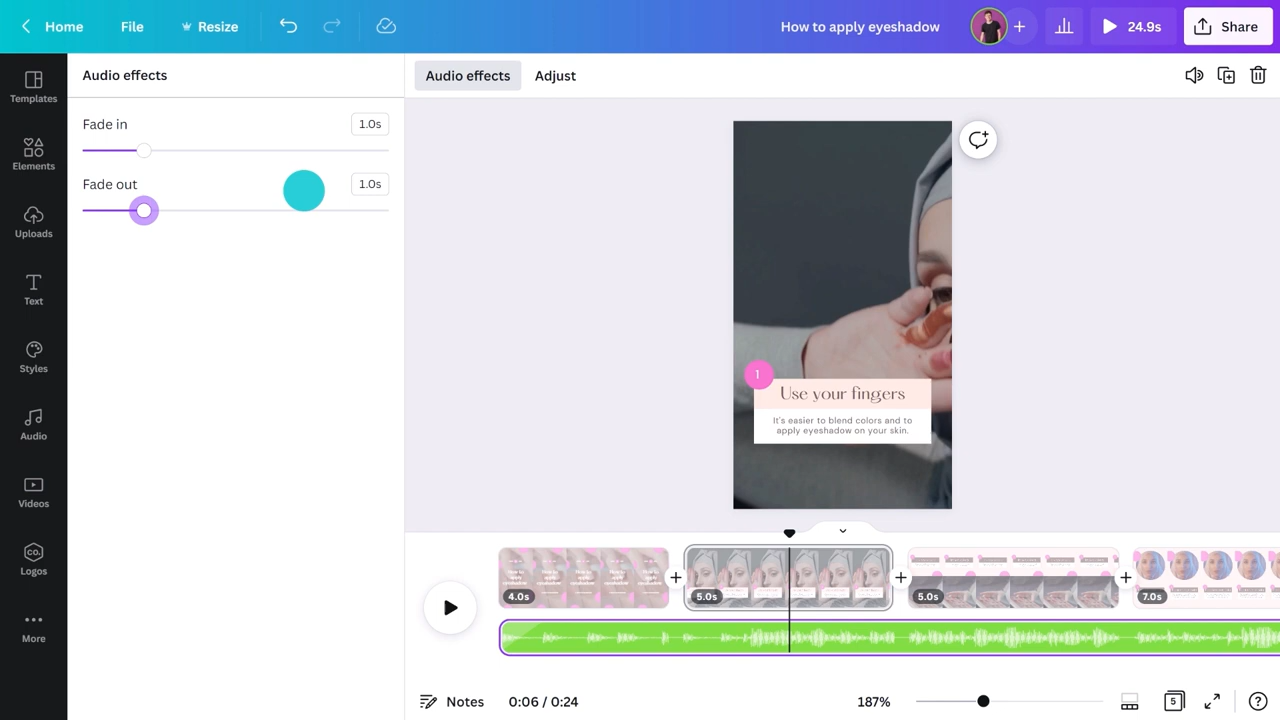 Home
File
Resize
How to apply eyeshadow
24.9s
Share
Templates
Elements
Uploads
Text
Styles
Audio
Videos
co.
Logos
More
Audio effects
Fade in
1.0s
Fade out
1.0s
Audio effects
Adjust
1
Use your fingers
It's easier to blend colors and to
apply eyeshadow on your skin.
4.0s
5.0s
5.0s
7.0s
Notes
0:06 / 0:24
187%
5